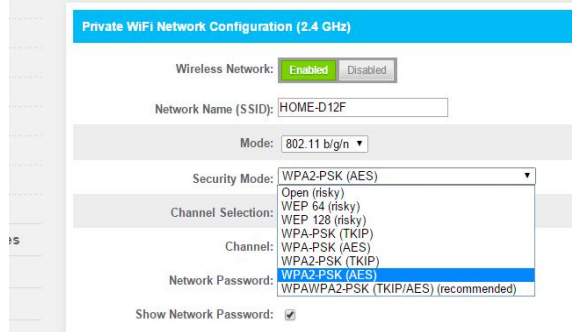 Private WiFi Network Configuration (2.4 GHz)
Wireless Network: Enabled Disabled
Network Name (SSID): HOME-D12F
Mode: 802.11 b/g/n
Security Mode: WPA2-PSK (AES)
Open (risky)
WEP 64 (risky)
Channel Selection: WEP 128 (risky)
WPA-PSK (TKIP)
es
Channel: WPA-PSK (AES)
WPA2-PSK (TKIP)
Network Password: WPA2-PSK (AES)
WPAWPA2-PSK (TKIP/AES) (recommended)
Show Network Password: